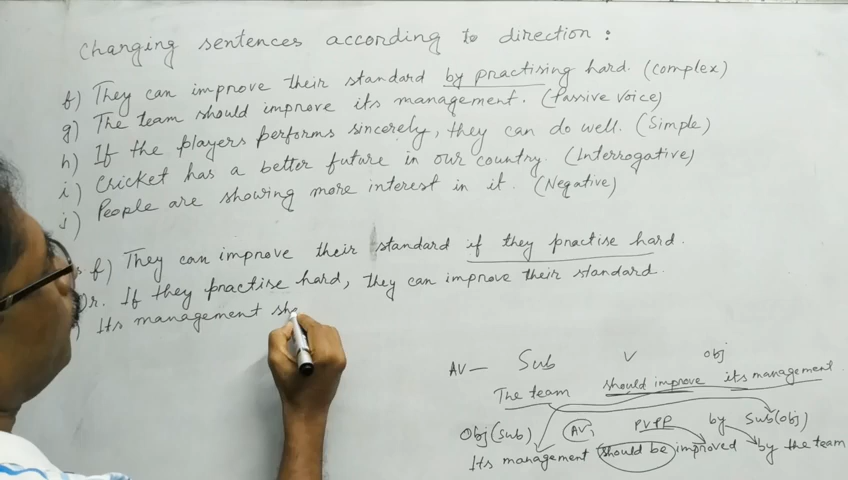 Changing sentences according to direction :
f) They can improve their standard by practising hard. (Complex)
g) The team should improve its management. (Passive Voice)
h) If the players performs sincerely, they can do well. (Simple)
i) Cricket has a better future in our country. (Interrogative)
j) People are showing more interest in it. (Negative)
f) They can improve their standard if they practise hard.
Or. If they practise hard, they can improve their standard.
) Its management sho
AV — Sub V obj
The team should improve its management
Obj (Sub) AV, PVPP by Sub(obj)
Its management should be improved by the team